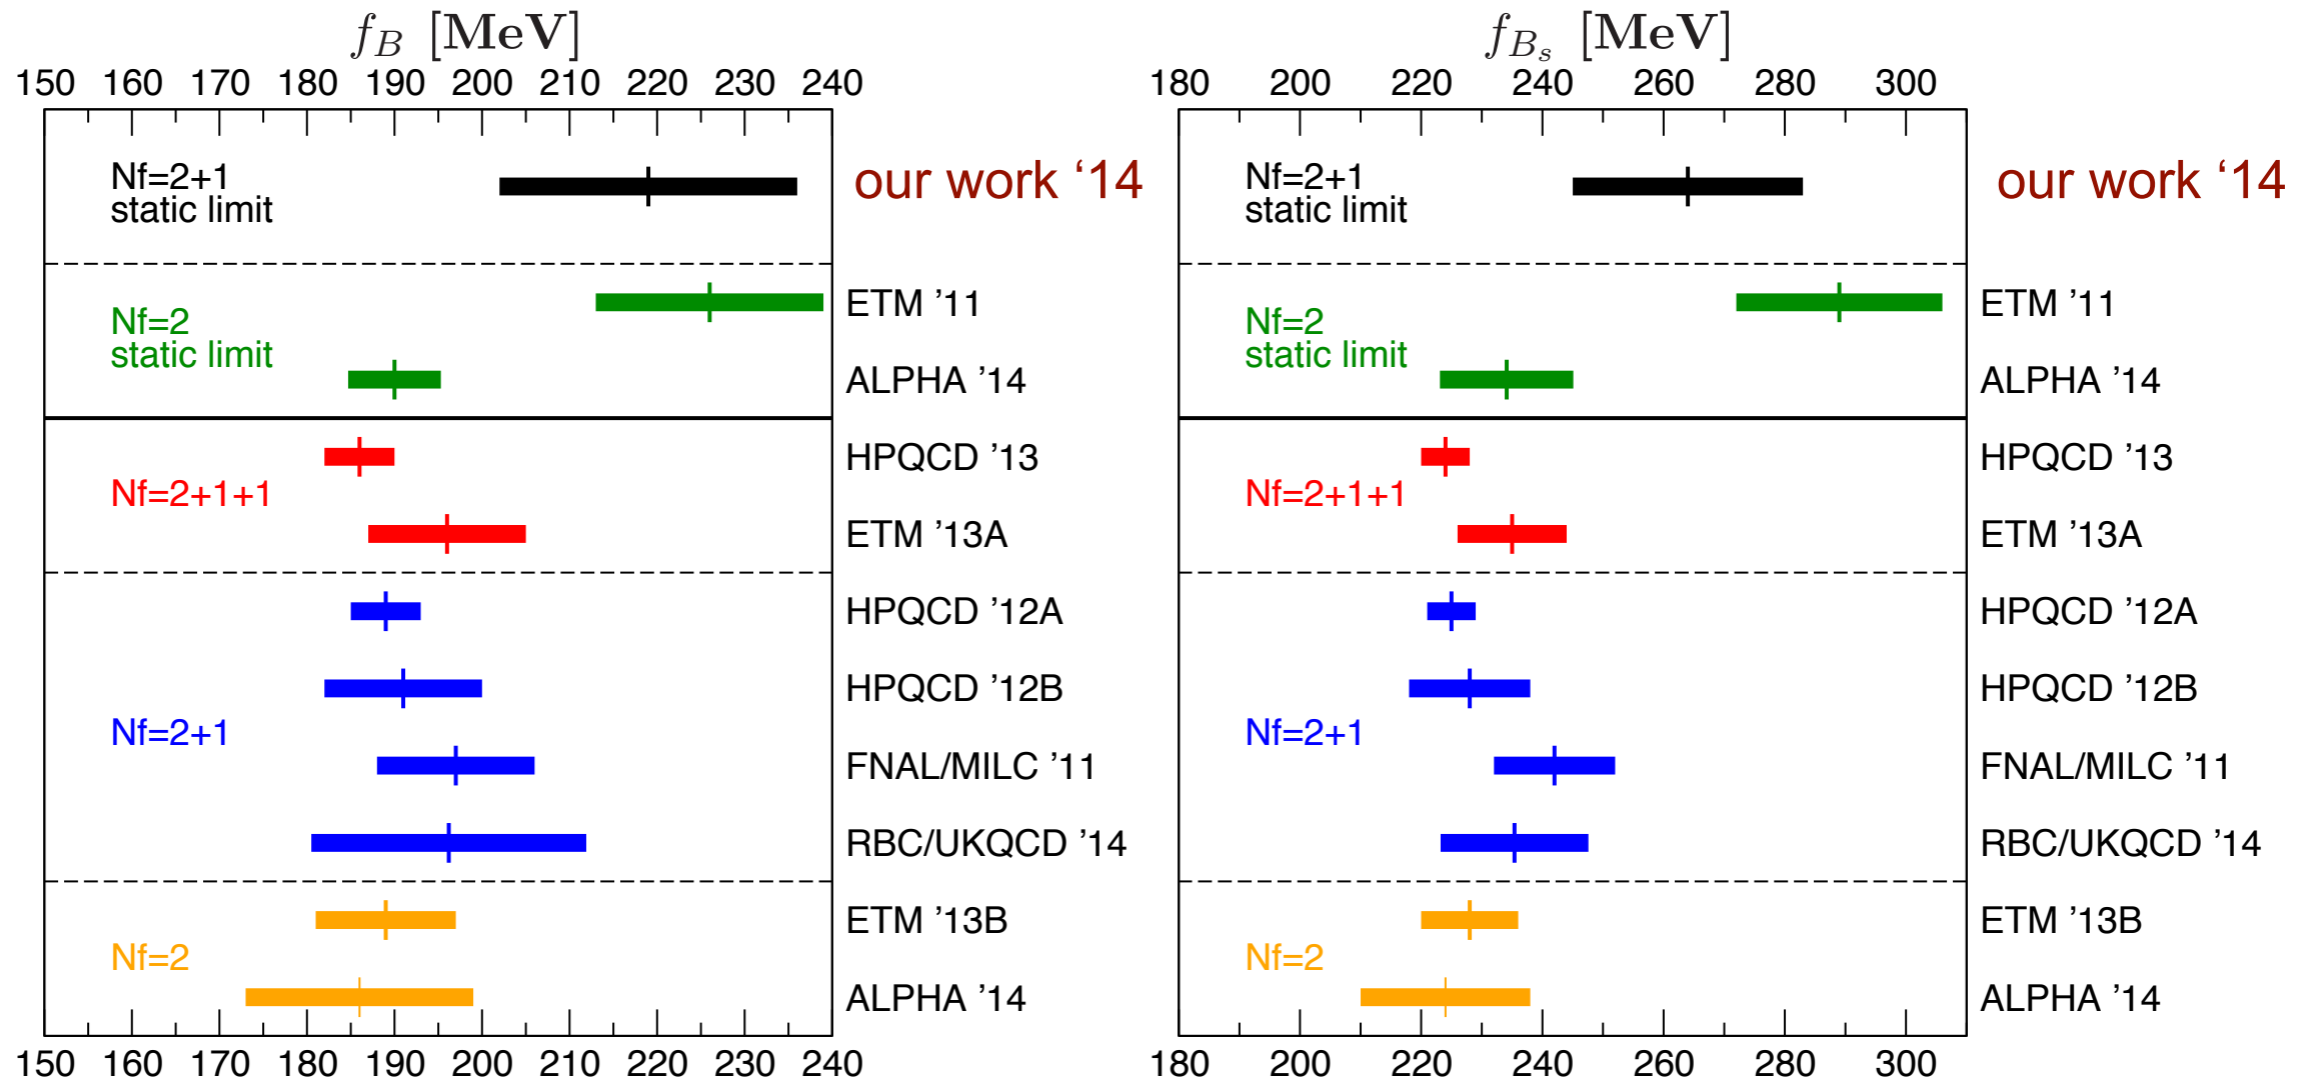 f_B [MeV]
150 160 170 180 190 200 210 220 230 240
Nf=2+1
static limit
our work ‘14
Nf=2
static limit
ETM ’11
ALPHA ’14
Nf=2+1+1
HPQCD ’13
ETM ’13A
Nf=2+1
HPQCD ’12A
HPQCD ’12B
FNAL/MILC ’11
RBC/UKQCD ’14
Nf=2
ETM ’13B
ALPHA ’14
150 160 170 180 190 200 210 220 230 240
f_{B_s} [MeV]
180 200 220 240 260 280 300
Nf=2+1
static limit
our work ‘14
Nf=2
static limit
ETM ’11
ALPHA ’14
Nf=2+1+1
HPQCD ’13
ETM ’13A
Nf=2+1
HPQCD ’12A
HPQCD ’12B
FNAL/MILC ’11
RBC/UKQCD ’14
Nf=2
ETM ’13B
ALPHA ’14
180 200 220 240 260 280 300